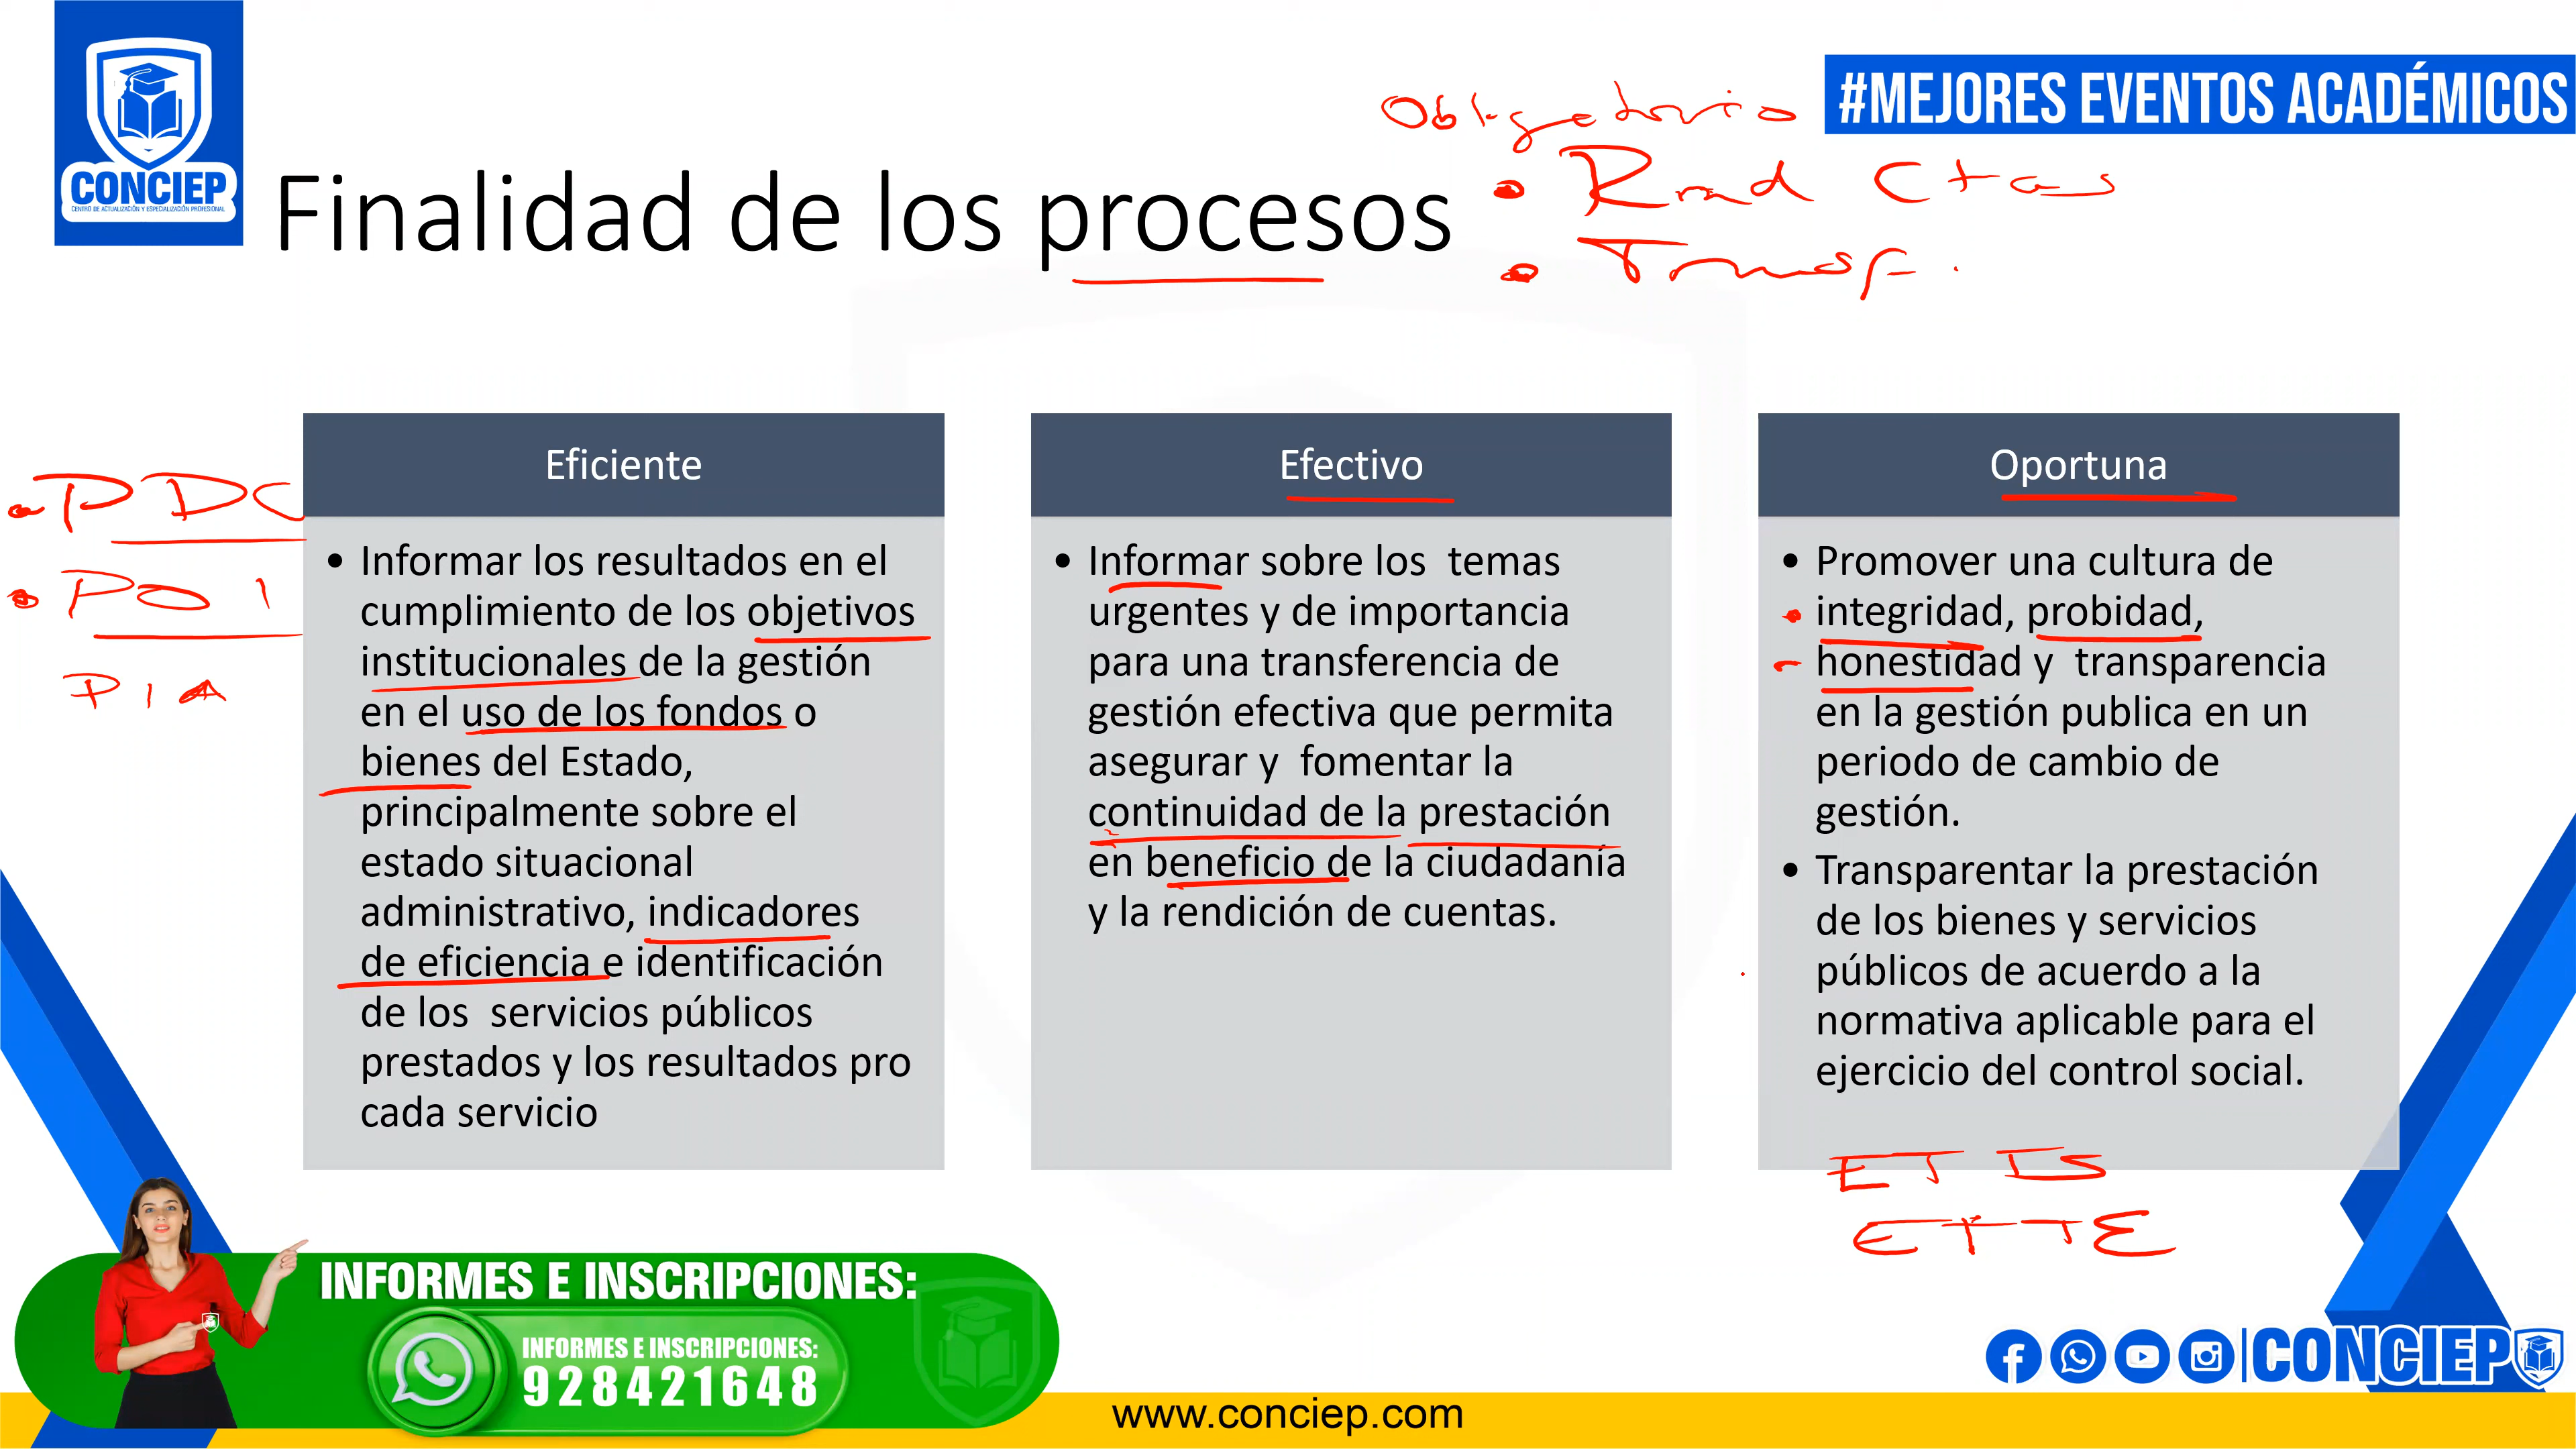 CONCIEP
CENTRO DE ACTUALIZACIÓN Y ESPECIALIZACIÓN PROFESIONAL
#MEJORES EVENTOS ACADÉMICOS
Obligatorio
• Rend Ctas
• Transf.
Finalidad de los procesos
• PDC
• POI
PIA
Eficiente
• Informar los resultados en el
cumplimiento de los objetivos
institucionales de la gestión
en el uso de los fondos o
bienes del Estado,
principalmente sobre el
estado situacional
administrativo, indicadores
de eficiencia e identificación
de los servicios públicos
prestados y los resultados pro
cada servicio
Efectivo
• Informar sobre los temas
urgentes y de importancia
para una transferencia de
gestión efectiva que permita
asegurar y fomentar la
continuidad de la prestación
en beneficio de la ciudadanía
y la rendición de cuentas.
Oportuna
• Promover una cultura de
integridad, probidad,
honestidad y transparencia
en la gestión publica en un
periodo de cambio de
gestión.
• Transparentar la prestación
de los bienes y servicios
públicos de acuerdo a la
normativa aplicable para el
ejercicio del control social.
ET IS
ETTE
INFORMES E INSCRIPCIONES:
INFORMES E INSCRIPCIONES:
928421648
www.conciep.com
CONCIEP